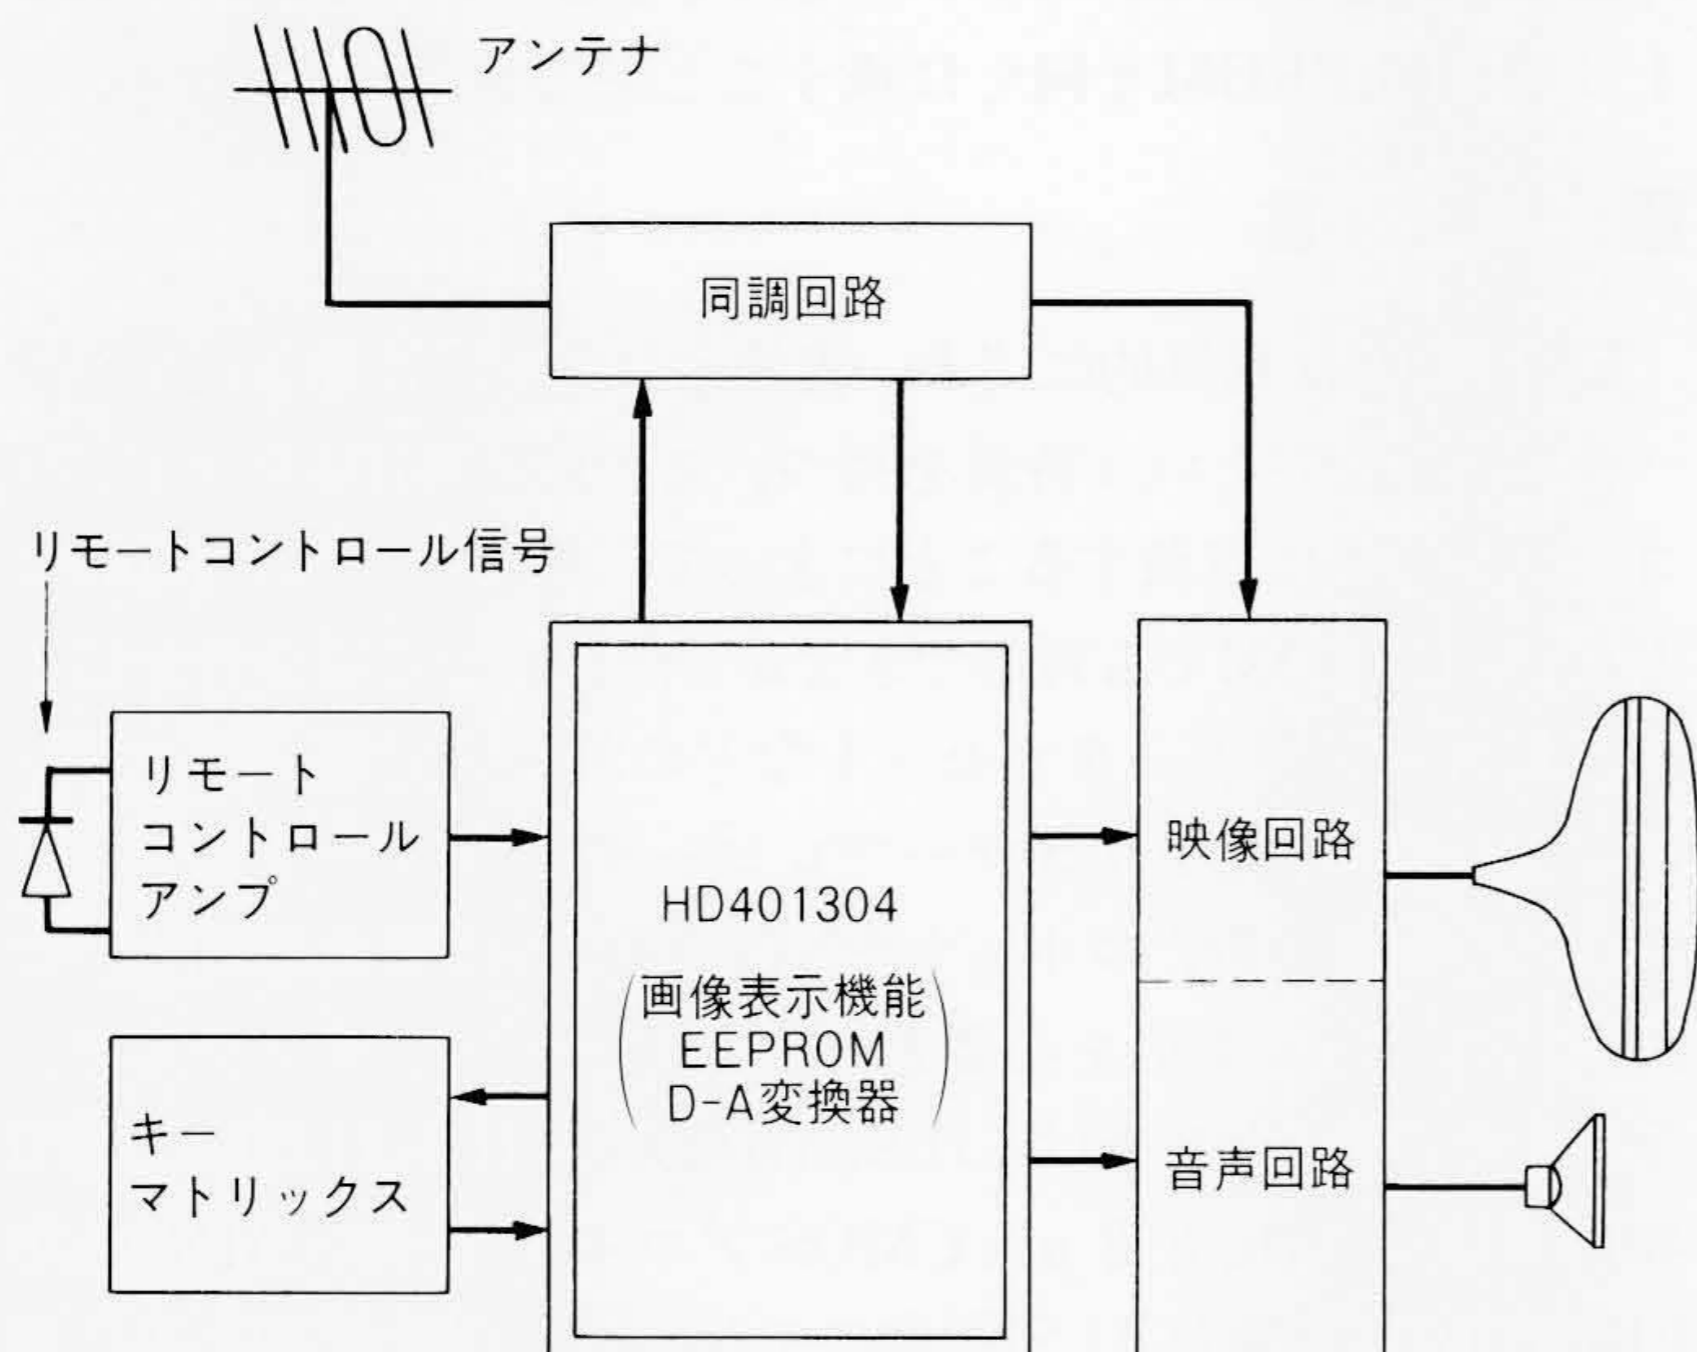 アンテナ
同調回路
リモートコントロール信号
リモート
コントロール
アンプ
映像回路
HD401304
画像表示機能
EEPROM
D-A変換器
キー
マトリックス
音声回路